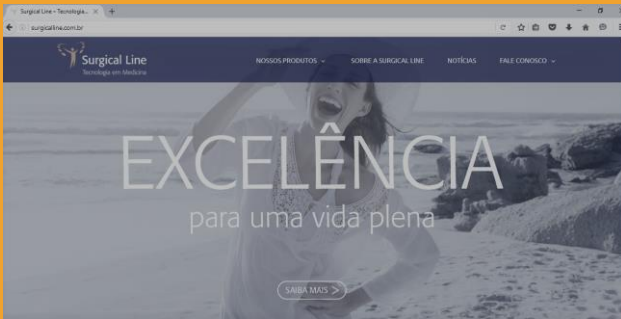 Surgical Line – Tecnologia...
surgicalline.com.br
Surgical Line
Tecnologia em Medicina
NOSSOS PRODUTOS
SOBRE A SURGICAL LINE
NOTÍCIAS
FALE CONOSCO
EXCELÊNCIA
para uma vida plena
SAIBA MAIS >